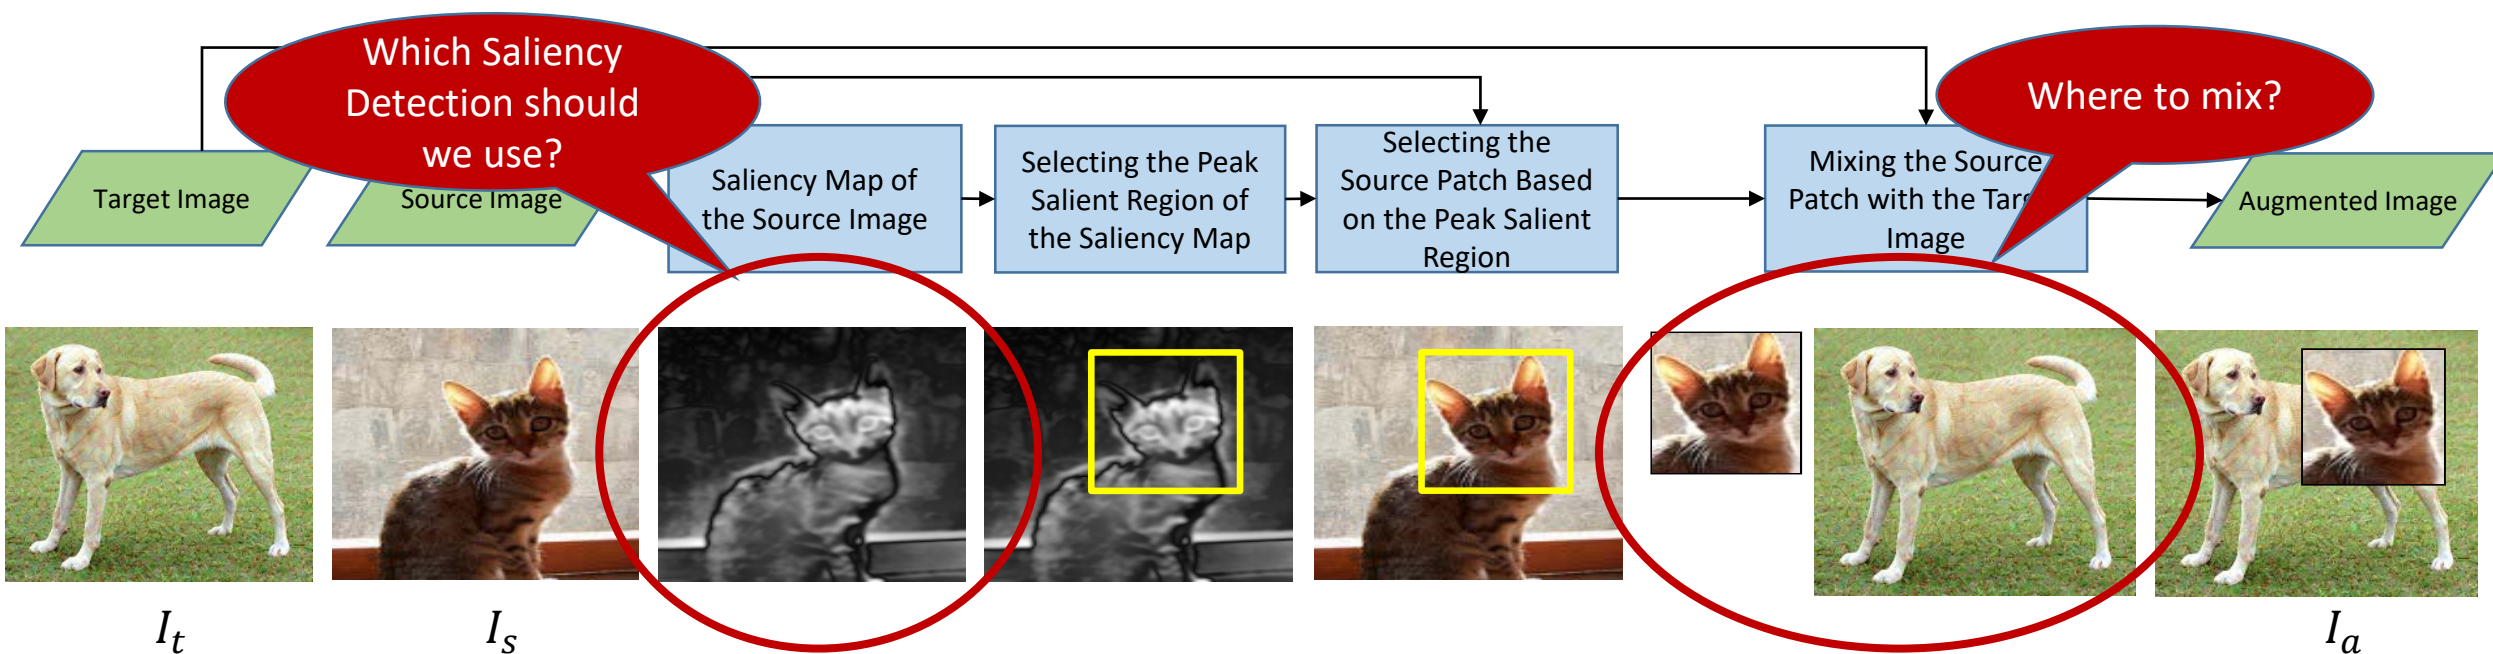 Which Saliency
Detection should
we use?
Where to mix?
Target Image
Source Image
Saliency Map of
the Source Image
Selecting the Peak
Salient Region of
the Saliency Map
Selecting the
Source Patch Based
on the Peak Salient
Region
Mixing the Source
Patch with the Targ
Image
Augmented Image
I_t
I_s
I_a